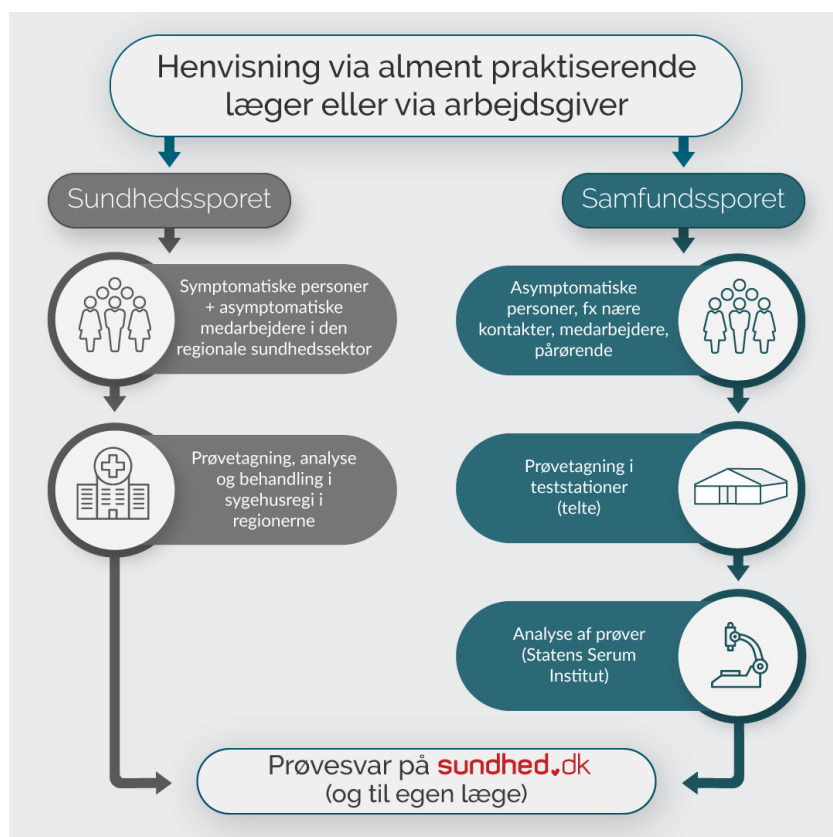 Henvisning via alment praktiserende
læger eller via arbejdsgiver
Sundhedssporet
Symptomatiske personer
+ asymptomatiske
medarbejdere i den
regionale sundhedssektor
Prøvetagning, analyse
og behandling i
sygehusregi i
regionerne
Samfundssporet
Asymptomatiske
personer, fx nære
kontakter, medarbejdere,
pårørende
Prøvetagning i
teststationer
(telte)
Analyse af prøver
(Statens Serum
Institut)
Prøvesvar på sundhed.dk
(og til egen læge)